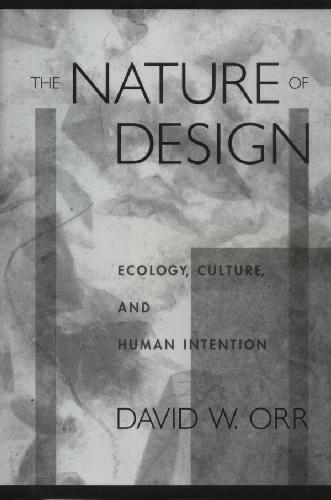 THE NATURE OF
DESIGN
ECOLOGY, CULTURE,
AND
HUMAN INTENTION
DAVID W. ORR